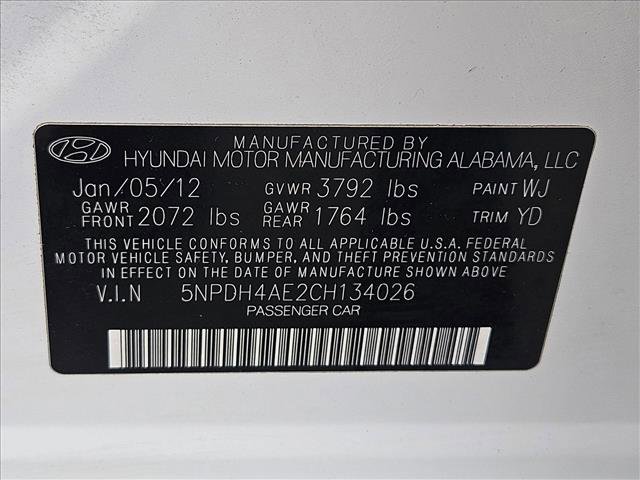 MANUFACTURED BY
HYUNDAI MOTOR MANUFACTURING ALABAMA, LLC
Jan/05/12 GVWR 3792 lbs PAINT WJ
GAWR FRONT 2072 lbs GAWR REAR 1764 lbs TRIM YD
THIS VEHICLE CONFORMS TO ALL APPLICABLE U.S.A. FEDERAL
MOTOR VEHICLE SAFETY, BUMPER, AND THEFT PREVENTION STANDARDS
IN EFFECT ON THE DATE OF MANUFACTURE SHOWN ABOVE.
V.I.N 5NPDH4AE2CH134026
PASSENGER CAR